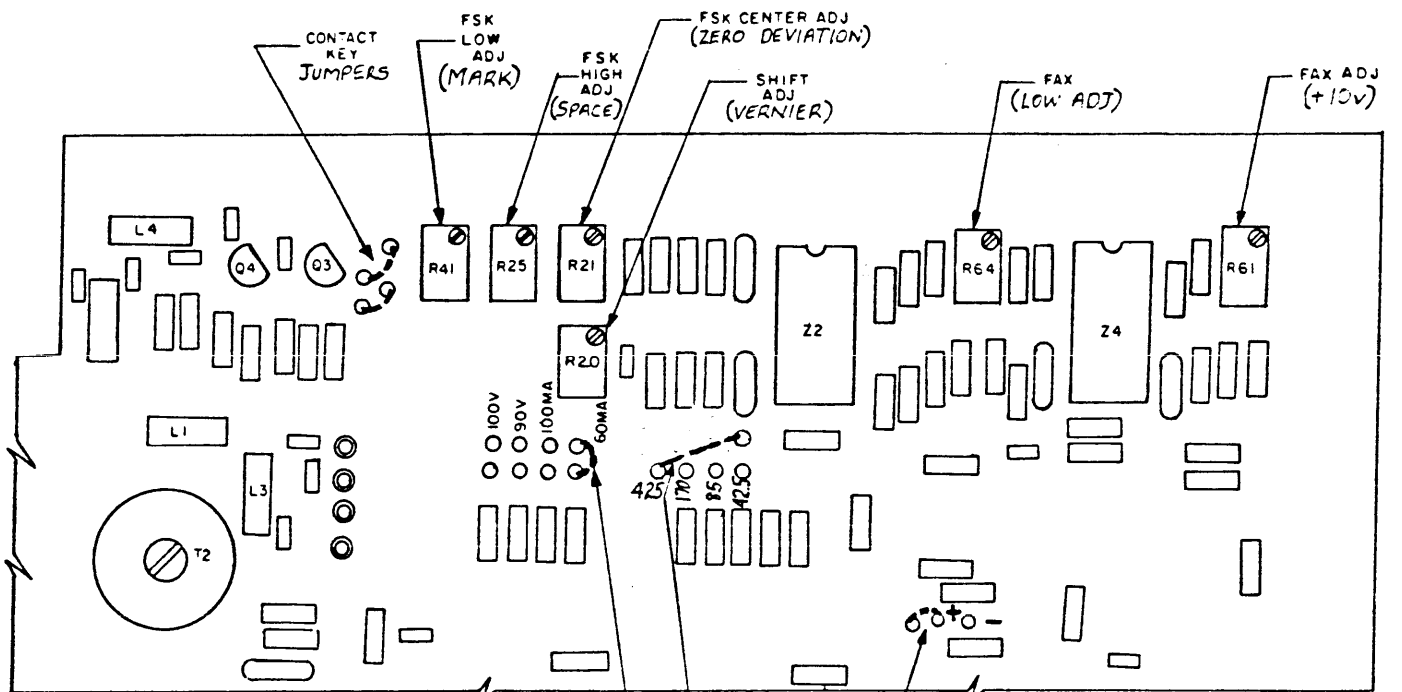 CONTACT
KEY
JUMPERS
FSK
LOW
ADJ
(MARK)
FSK
HIGH
ADJ
(SPACE)
FSK CENTER ADJ
(ZERO DEVIATION)
SHIFT
ADJ
(VERNIER)
FAX
(LOW ADJ)
FAX ADJ
(+10v)
L4
Q4
Q3
R41
R25
R21
R64
R61
Z2
Z4
R20
100V
90V
100MA
60MA
L1
L3
425
170
85
42.5
T2
+
-